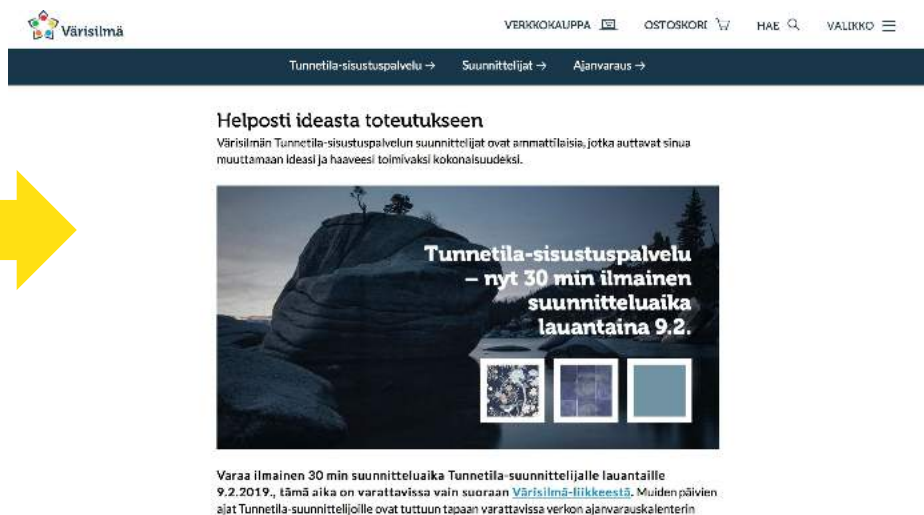 Värisilmä
VERKKOKAUPPA OSTOSKORI HAE VALIKKO
Tunnetila-sisustuspalvelu → Suunnittelijat → Ajanvaraus →
Helposti ideasta toteutukseen
Värisilmän Tunnetila-sisustuspalvelun suunnittelijat ovat ammattilaisia, jotka auttavat sinua
muuttamaan ideasi ja haaveesi toimivaksi kokonaisuudeksi.
Tunnetila-sisustuspalvelu
– nyt 30 min ilmainen
suunnitteluaika
lauantaina 9.2.
Varaa ilmainen 30 min suunnitteluaika Tunnetila-suunnittelijalle lauantaille
9.2.2019., tämä aika on varattavissa vain suoraan Värisilmä-liikkeestä. Muiden päivien
ajat Tunnetila-suunnittelijoille ovat tuttuun tapaan varattavissa verkon ajanvarauskalenterin